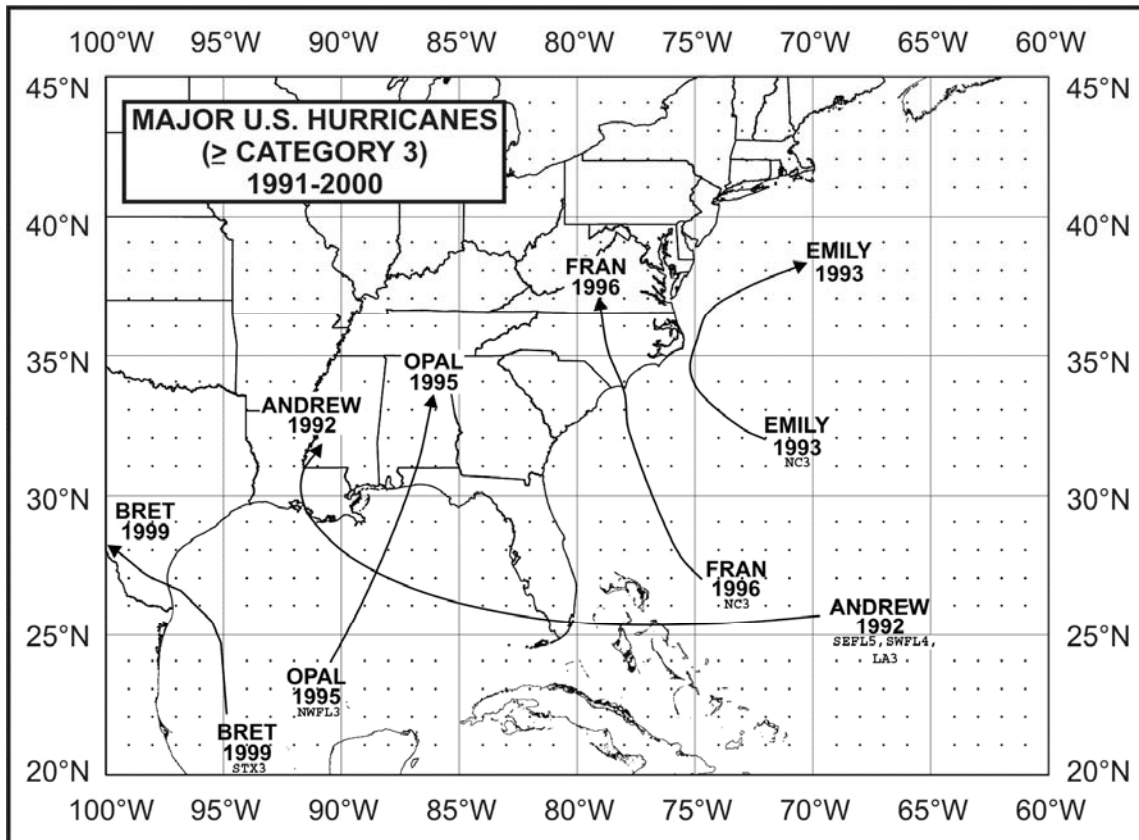 100°W 95°W 90°W 85°W 80°W 75°W 70°W 65°W 60°W
45°N 45°N
MAJOR U.S. HURRICANES
(≥ CATEGORY 3)
1991-2000
40°N 40°N
EMILY
1993
FRAN
1996
35°N 35°N
OPAL
1995
ANDREW
1992
EMILY
1993
NC3
30°N 30°N
BRET
1999
FRAN
1996
NC3
ANDREW
1992
SEFL5,SWFL4,
LA3
25°N 25°N
OPAL
1995
NWFL3
BRET
1999
STX3
20°N 20°N
100°W 95°W 90°W 85°W 80°W 75°W 70°W 65°W 60°W